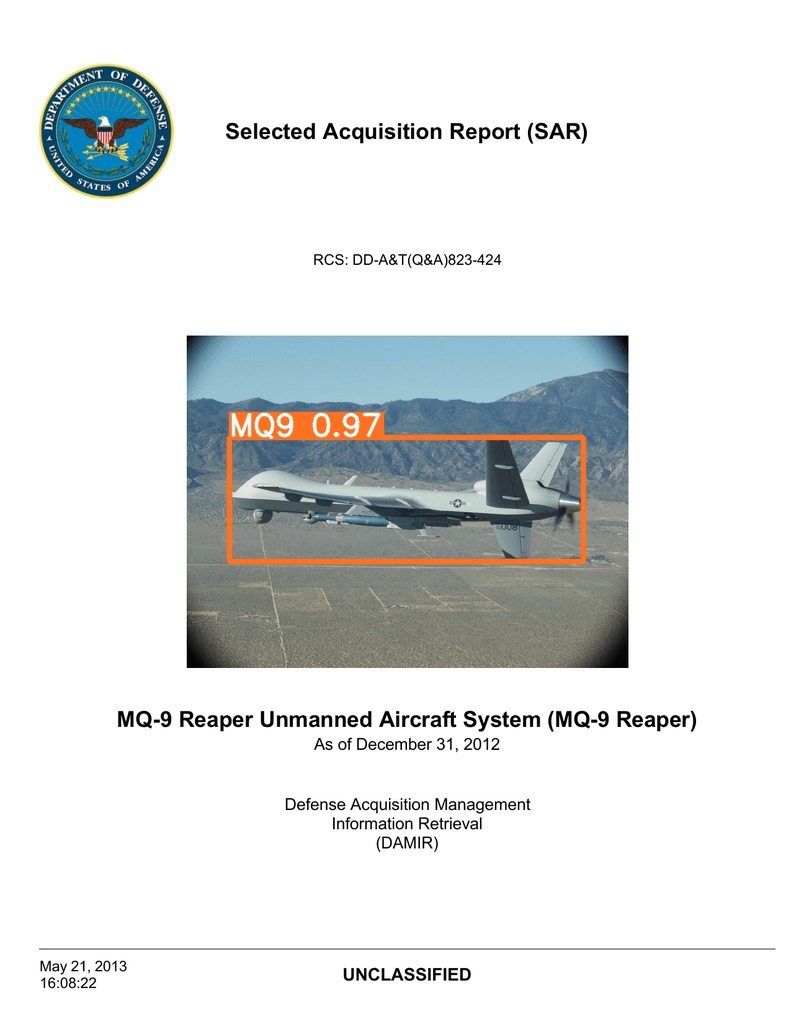 DEPARTMENT OF DEFENSE
UNITED STATES OF AMERICA
Selected Acquisition Report (SAR)
RCS: DD-A&T(Q&A)823-424
MQ9 0.97
008
MQ-9 Reaper Unmanned Aircraft System (MQ-9 Reaper)
As of December 31, 2012
Defense Acquisition Management
Information Retrieval
(DAMIR)
May 21, 2013
16:08:22
UNCLASSIFIED